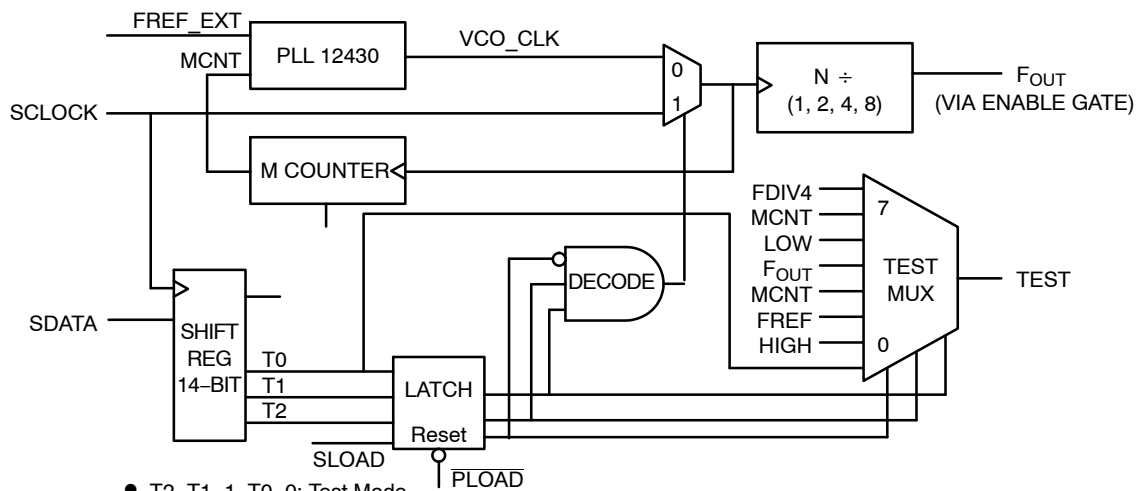 FREF_EXT
MCNT
PLL 12430
VCO_CLK
0
1
N ÷
(1, 2, 4, 8)
FOUT
(VIA ENABLE GATE)
SCLOCK
M COUNTER
FDIV4
MCNT
LOW
FOUT
MCNT
FREF
HIGH
7
TEST
MUX
0
TEST
DECODE
SDATA
SHIFT
REG
14–BIT
T0
T1
T2
LATCH
Reset
SLOAD
PLOAD